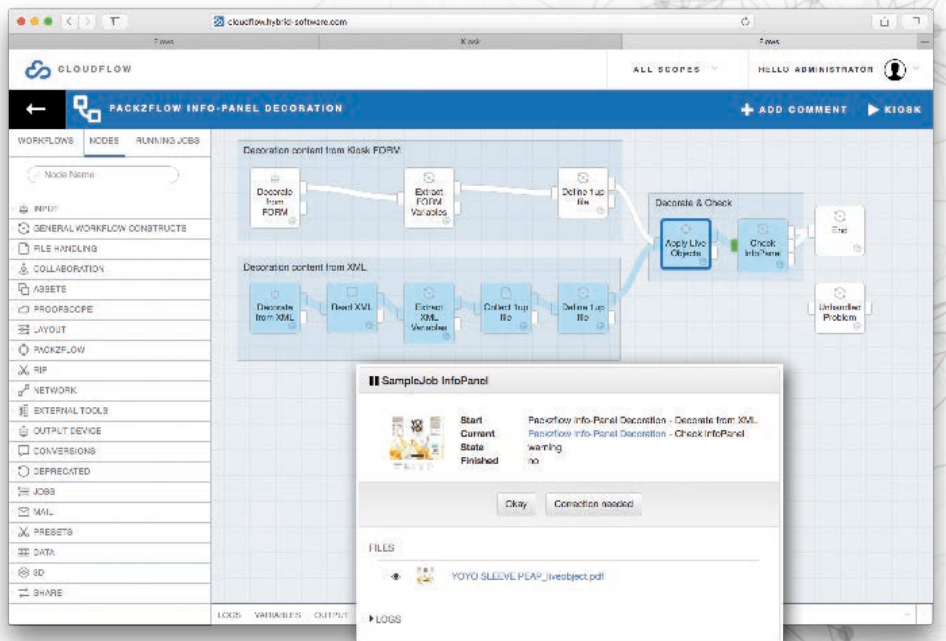 cloudflow.hybrid-software.com
Flows
Kiosk
Flows
CLOUDFLOW
ALL SCOPES
HELLO ADMINISTRATOR
PACKZFLOW INFO-PANEL DECORATION
ADD COMMENT
KIOSK
WORKFLOWS
NODES
RUNNING JOBS
Node Name
INPUT
GENERAL WORKFLOW CONSTRUCTS
FILE HANDLING
COLLABORATION
ASSETS
PROOFSCOPE
LAYOUT
PACKZFLOW
RIP
NETWORK
EXTERNAL TOOLS
OUTPUT DEVICE
CONVERSIONS
DEPRECATED
JOBS
MAIL
PRESETS
DATA
3D
SHARE
Decoration content from Kiosk FORM
Decorate
from
FORM
Extract
FORM
Variables
Define 1up
file
Decoration content from XML
Decorate
from XML
Read XML
Extract
XML
Variables
Collect 1up
file
Define 1up
file
Decorate & Check
Apply Live
Objects
Check
InfoPanel
End
Unhandled
Problem
SampleJob InfoPanel
Start Packzflow Info-Panel Decoration - Decorate from XML
Current Packzflow Info-Panel Decoration - Check InfoPanel
State warning
Finished no
Okay
Correction needed
FILES
YOYO SLEEVE PEAP_liveobject.pdf
LOGS
LOGS
VARIABLES
OUTPUT